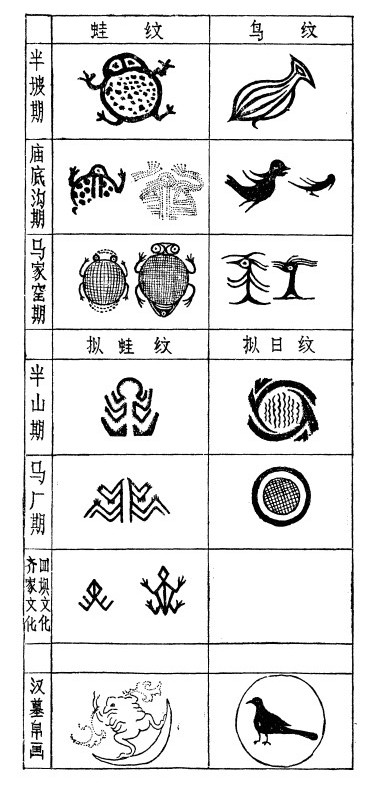 蛙纹 鸟纹
半坡期
庙底沟期
马家窑期
拟蛙纹 拟日纹
半山期
马厂期
齐家文化 四坝文化
汉墓帛画